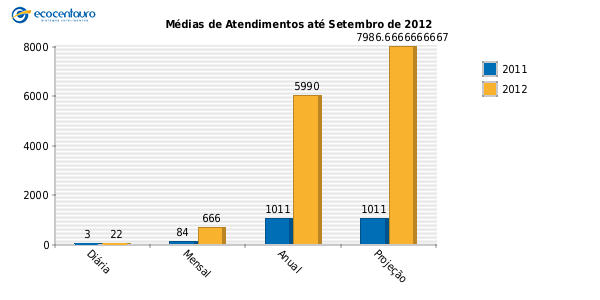 ecocentauro
Médias de Atendimentos até Setembro de 2012
7986.6666666667
8000
6000
4000
2000
0
3
22
84
666
1011
5990
1011
Diária
Mensal
Anual
Projeção
2011
2012